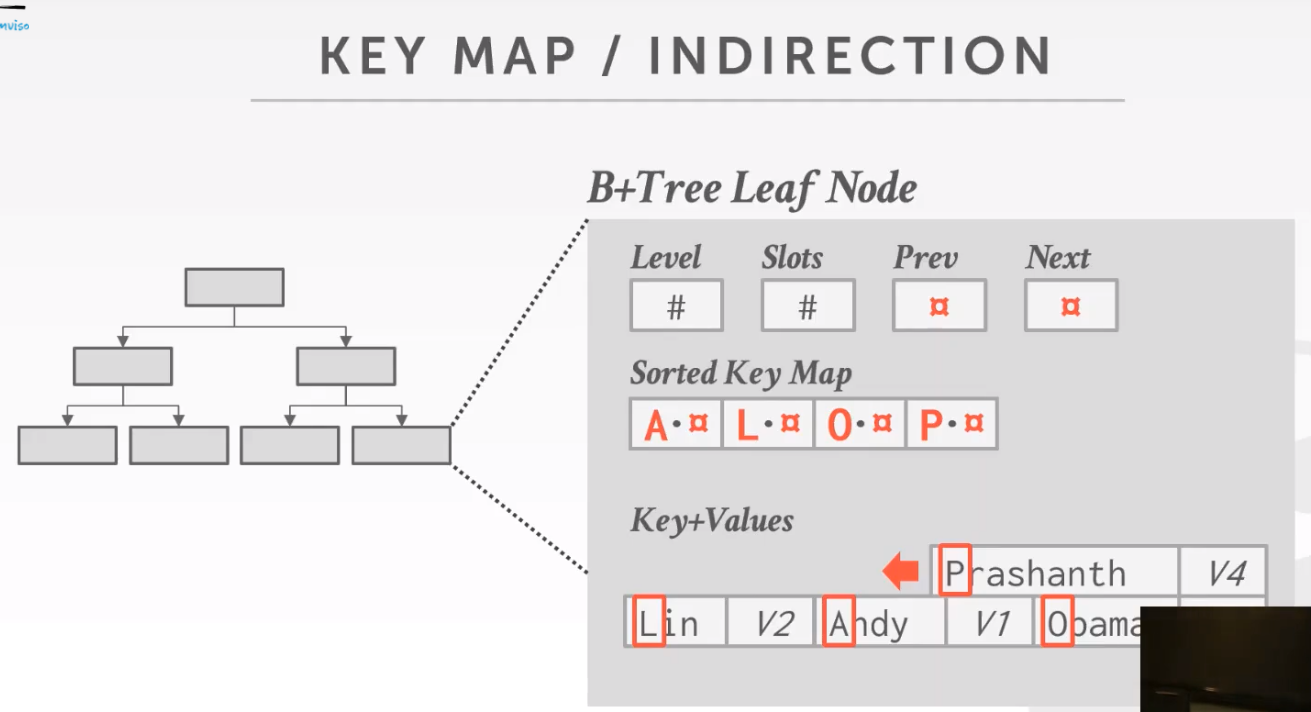 mviso
KEY MAP / INDIRECTION
B+Tree Leaf Node
Level Slots Prev Next
# # ¤ ¤
Sorted Key Map
A·¤ L·¤ O·¤ P·¤
Key+Values
Prashanth V4
Lin V2 Andy V1 Obama